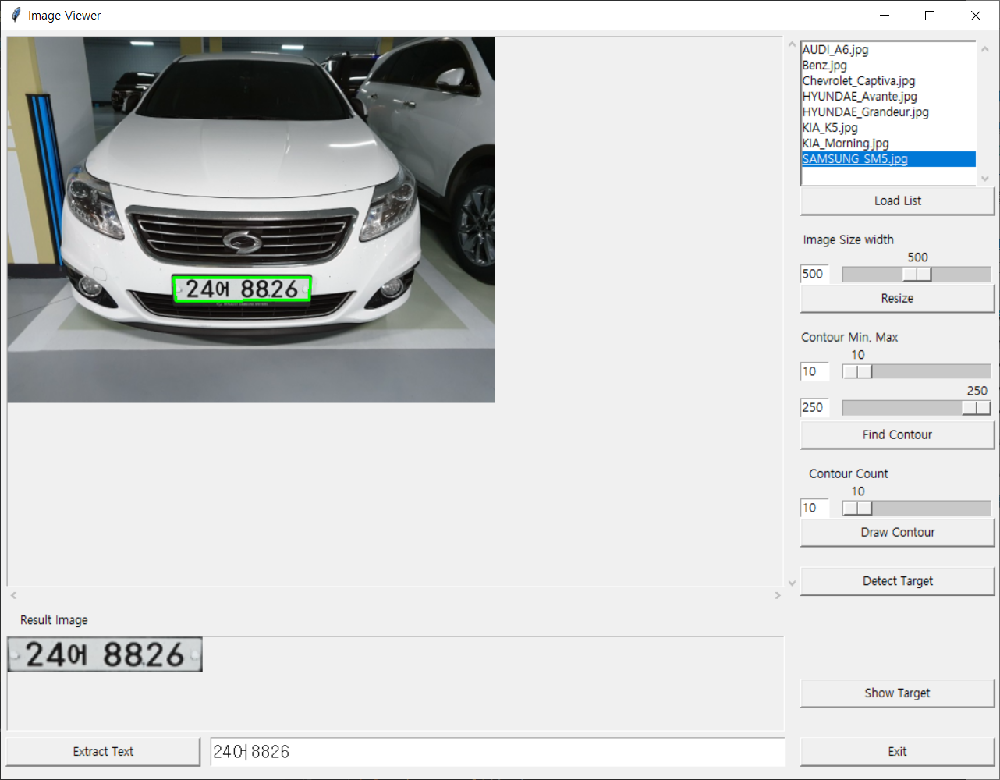 Image Viewer
AUDI_A6.jpg
Benz.jpg
Chevrolet_Captiva.jpg
HYUNDAE_Avante.jpg
HYUNDAE_Grandeur.jpg
KIA_K5.jpg
KIA_Morning.jpg
SAMSUNG_SM5.jpg
Load List
Image Size width
500
500
Resize
Contour Min, Max
10
10
250
250
Find Contour
Contour Count
10
10
Draw Contour
Detect Target
24어 8826
Result Image
24어 8826
Show Target
Extract Text
24어8826
Exit